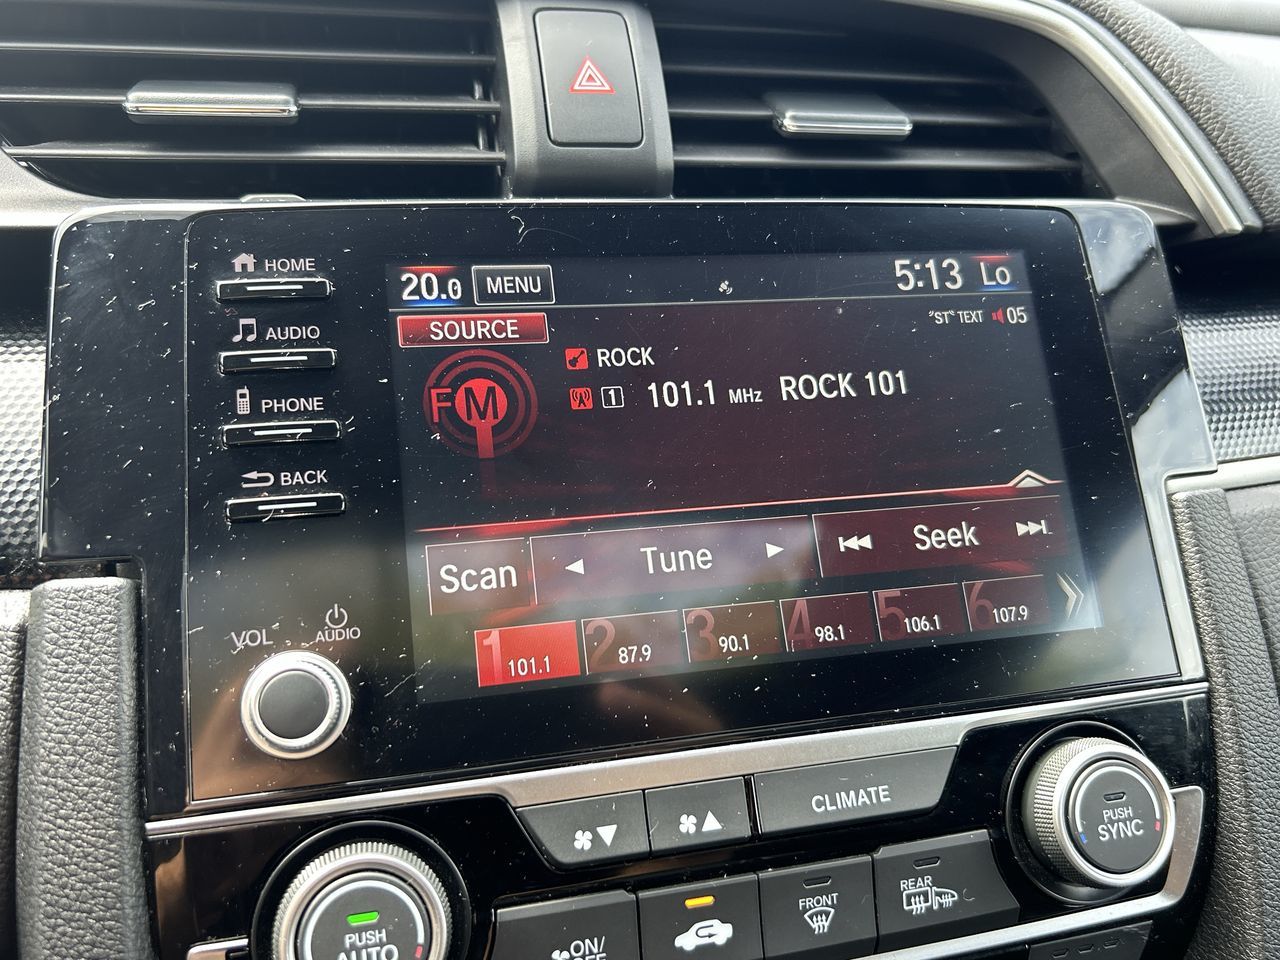 HOME
20.0 MENU 5:13 Lo
"ST" TEXT 05
SOURCE
AUDIO
ROCK
FM
1 101.1 MHz ROCK 101
PHONE
BACK
Scan Tune Seek
1 101.1
2 87.9
3 90.1
4 98.1
5 106.1
6 107.9
VOL AUDIO
CLIMATE
PUSH
SYNC
PUSH
AUTO
ON/
OFF
FRONT
REAR